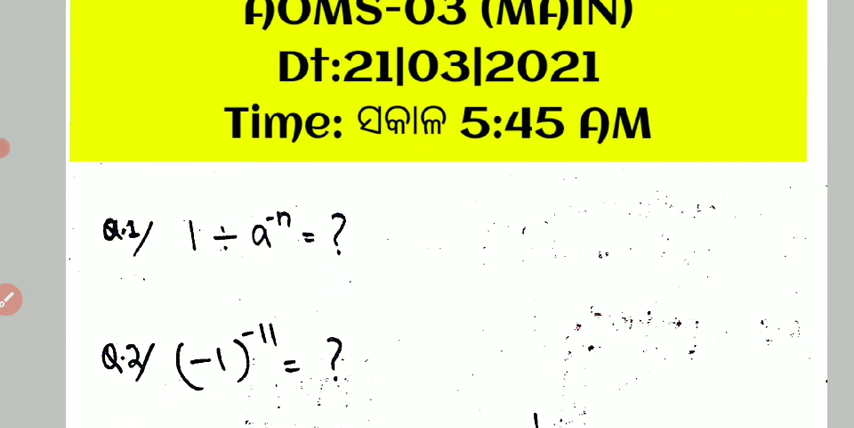 AOMS-03 (MAIN)
Dt:21|03|2021
Time: ସକାଳ 5:45 AM
Q.1/ 1 ÷ a⁻ⁿ = ?
Q.2/ (-1)⁻¹¹ = ?